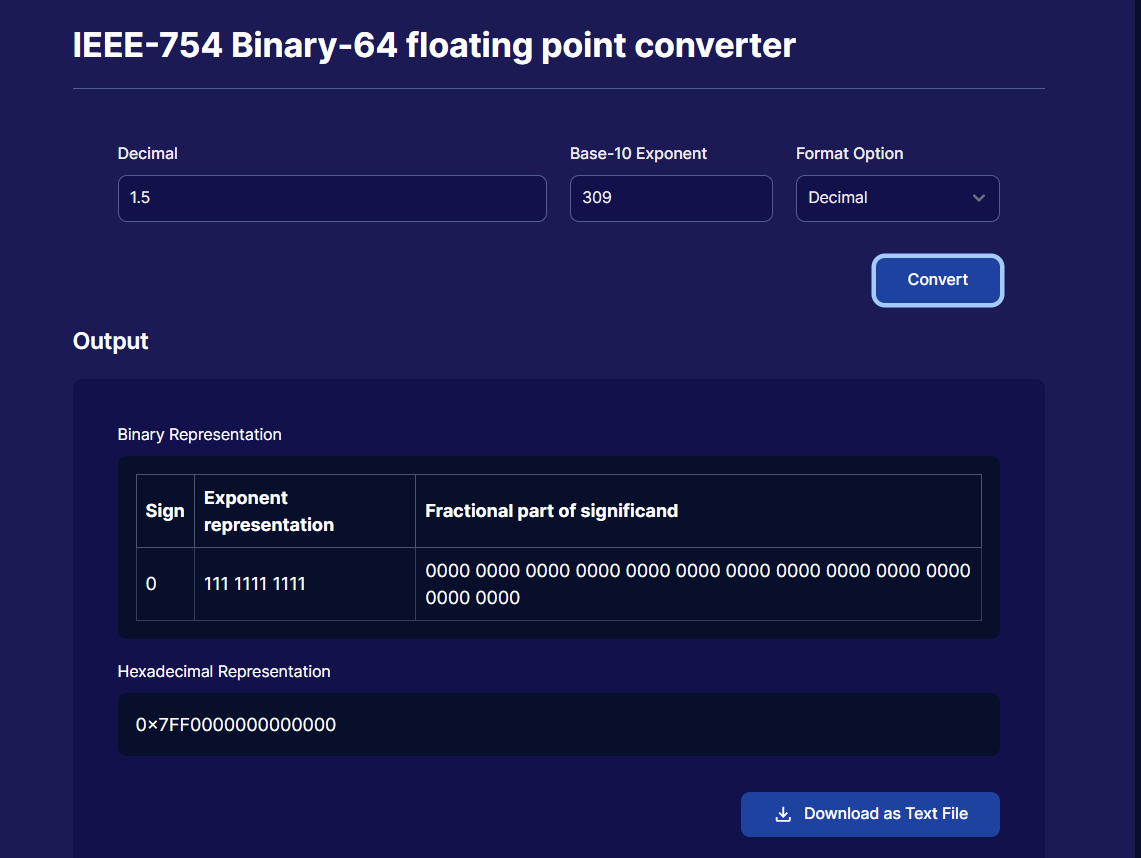 IEEE-754 Binary-64 floating point converter
Decimal
Base-10 Exponent
Format Option
1.5
309
Decimal
Convert
Output
Binary Representation
Sign
Exponent
representation
Fractional part of significand
0
111 1111 1111
0000 0000 0000 0000 0000 0000 0000 0000 0000 0000 0000
0000 0000
Hexadecimal Representation
0×7FF0000000000000
Download as Text File